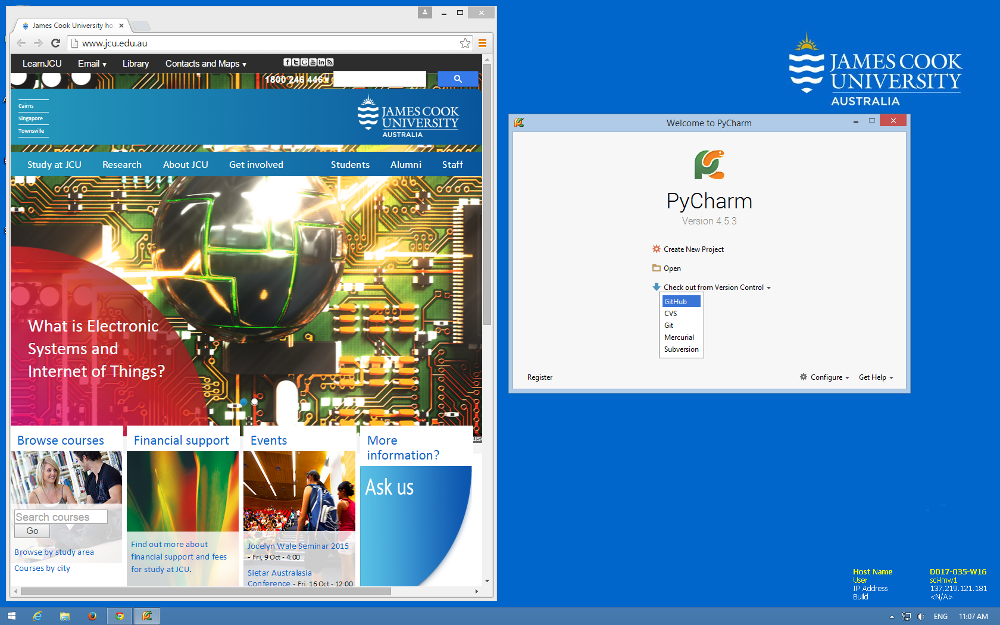 James Cook University ho
www.jcu.edu.au
LearnJCU Email Library Contacts and Maps
1800 246 446
Cairns
Singapore
Townsville
JAMES COOK
UNIVERSITY
AUSTRALIA
Study at JCU Research About JCU Get involved Students Alumni Staff
What is Electronic
Systems and
Internet of Things?
Browse courses
Search courses
Go
Browse by study area
Courses by city
Financial support
Find out more about
financial support and fees
for study at JCU.
Events
Jocelyn Wale Seminar 2015
- Fri, 9 Oct - 4:00
Sietar Australasia
Conference - Fri, 16 Oct - 12:00
More
information?
Ask us
JAMES COOK
UNIVERSITY
AUSTRALIA
Welcome to PyCharm
PyCharm
Version 4.5.3
Create New Project
Open
Check out from Version Control
GitHub
CVS
Git
Mercurial
Subversion
Register Configure Get Help
Host Name D017-035-W16
User sci-lmw1
IP Address 137.219.121.181
Build <N/A>
ENG 11:07 AM